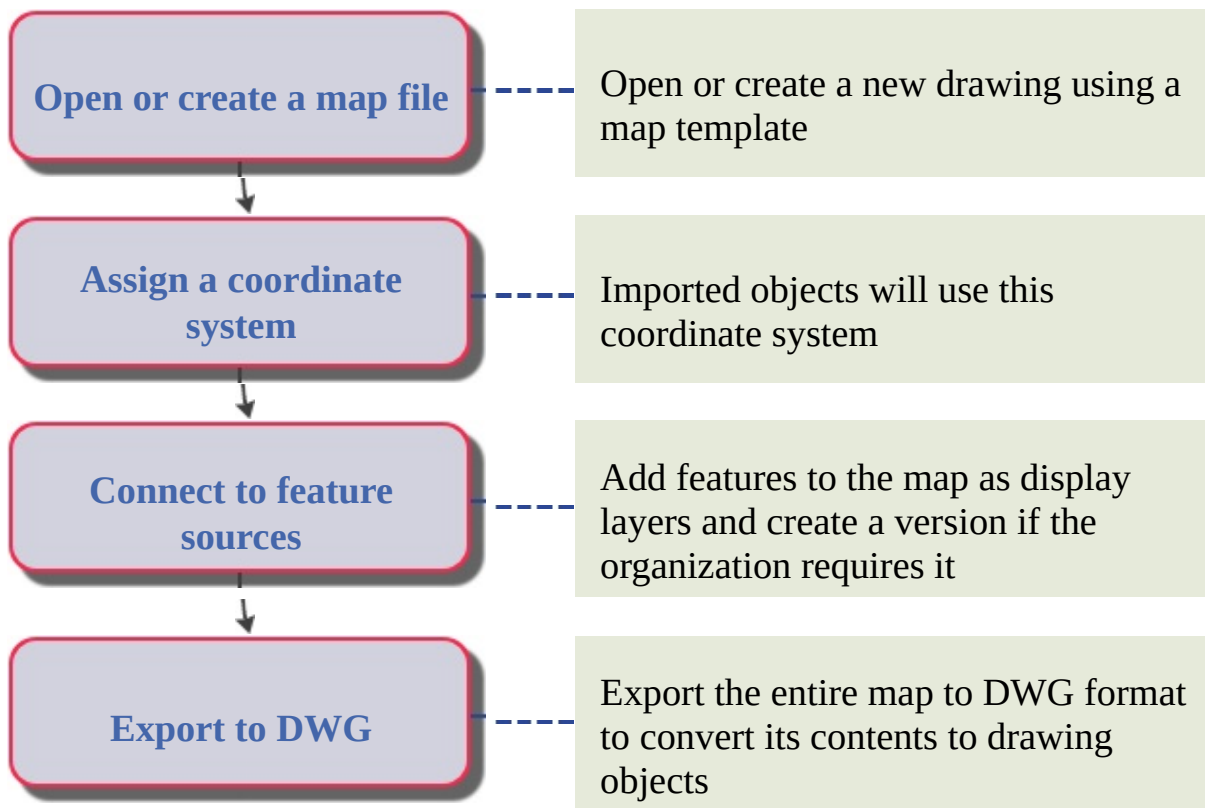 Open or create a map file
Open or create a new drawing using a
map template
Assign a coordinate
system
Imported objects will use this
coordinate system
Connect to feature
sources
Add features to the map as display
layers and create a version if the
organization requires it
Export to DWG
Export the entire map to DWG format
to convert its contents to drawing
objects